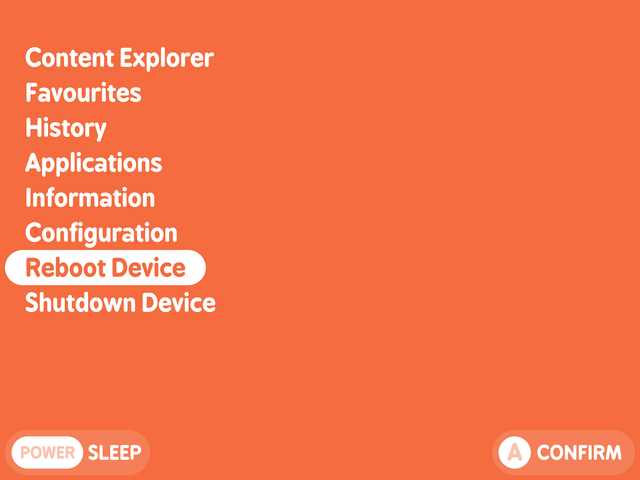 Content Explorer
Favourites
History
Applications
Information
Configuration
Reboot Device
Shutdown Device
POWER SLEEP
A CONFIRM